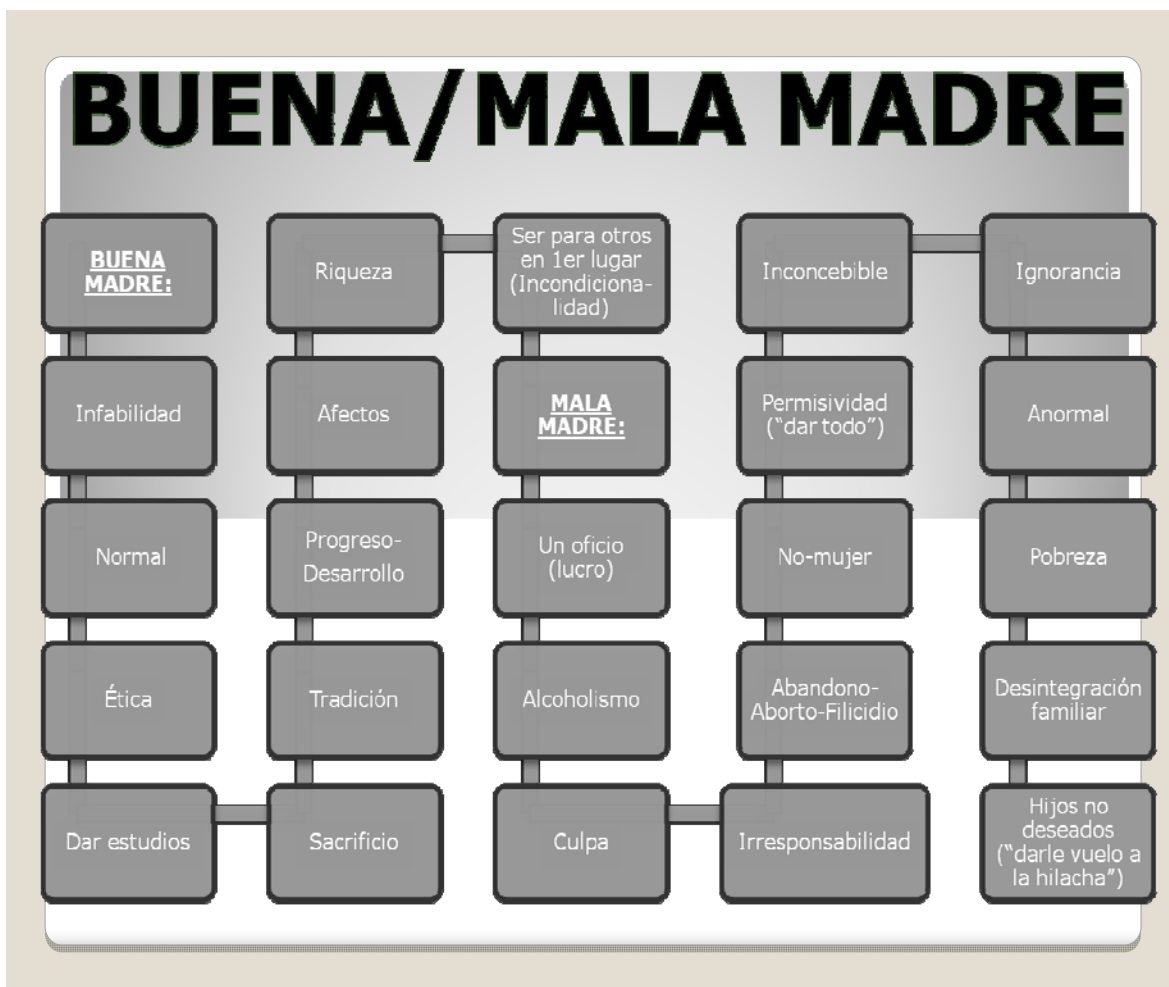 BUENA/MALA MADRE
BUENA
MADRE:
Infabilidad
Normal
Ética
Dar estudios
Sacrificio
Tradición
Progreso-
Desarrollo
Afectos
Riqueza
Ser para otros
en 1er lugar
(Incondiciona-
lidad)
MALA
MADRE:
Un oficio
(lucro)
Alcoholismo
Culpa
Irresponsabilidad
Abandono-
Aborto-Filicidio
No-mujer
Permisividad
("dar todo")
Inconcebible
Ignorancia
Anormal
Pobreza
Desintegración
familiar
Hijos no
deseados
("darle vuelo a
la hilacha")